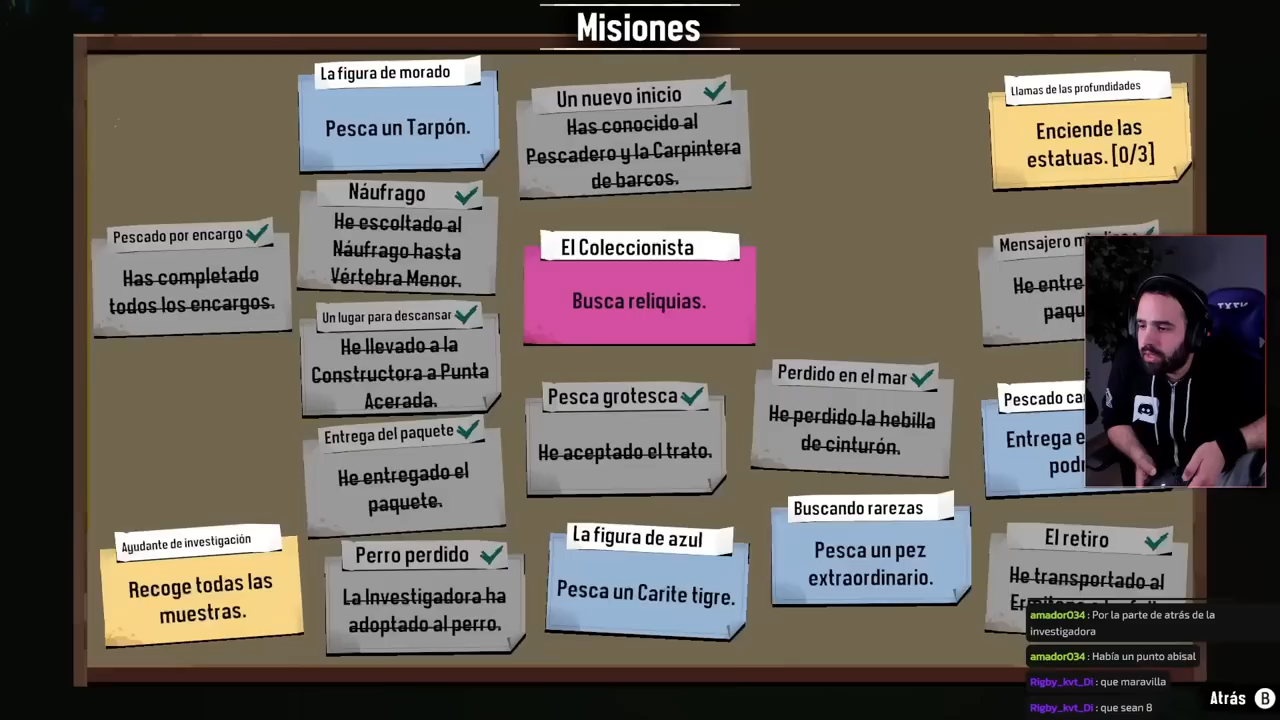 Misiones
La figura de morado
Pesca un Tarpón.
Un nuevo inicio
Has conocido al
Pescadero y la Carpintera
de barcos.
Llamas de las profundidades
Enciende las
estatuas. [0/3]
Pescado por encargo
Has completado
todos los encargos.
Náufrago
He escoltado al
Náufrago hasta
Vértebra Menor.
El Coleccionista
Busca reliquias.
Mensajero
He entre
paqu
Un lugar para descansar
He llevado a la
Constructora a Punta
Acerada.
Pesca grotesca
He aceptado el trato.
Perdido en el mar
He perdido la hebilla
de cinturón.
Pescado
Entrega
Entrega del paquete
He entregado el
paquete.
Ayudante de investigación
Recoge todas las
muestras.
Perro perdido
La Investigadora ha
adoptado al perro.
La figura de azul
Pesca un Carite tigre.
Buscando rarezas
Pesca un pez
extraordinario.
El retiro
He transportado al
amador034 : Por la parte de atrás de la
investigadora
amador034 : Había un punto abisal
Rigby_kvt_Di : que maravilla
Rigby_kvt_Di : que sean 8
Atrás B